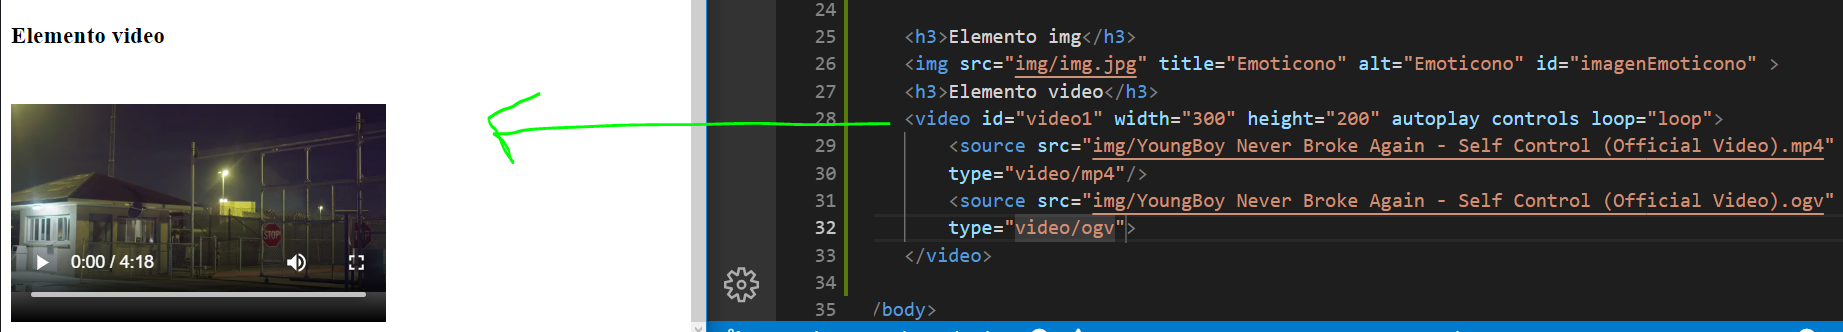 Elemento video
STOP
0:00 / 4:18
24
25 <h3>Elemento img</h3>
26 <img src="img/img.jpg" title="Emoticono" alt="Emoticono" id="imagenEmoticono" >
27 <h3>Elemento video</h3>
28 <video id="video1" width="300" height="200" autoplay controls loop="loop">
29 <source src="img/YoungBoy Never Broke Again - Self Control (Official Video).mp4"
30 type="video/mp4"/>
31 <source src="img/YoungBoy Never Broke Again - Self Control (Official Video).ogv"
32 type="video/ogv">
33 </video>
34
35 /body>